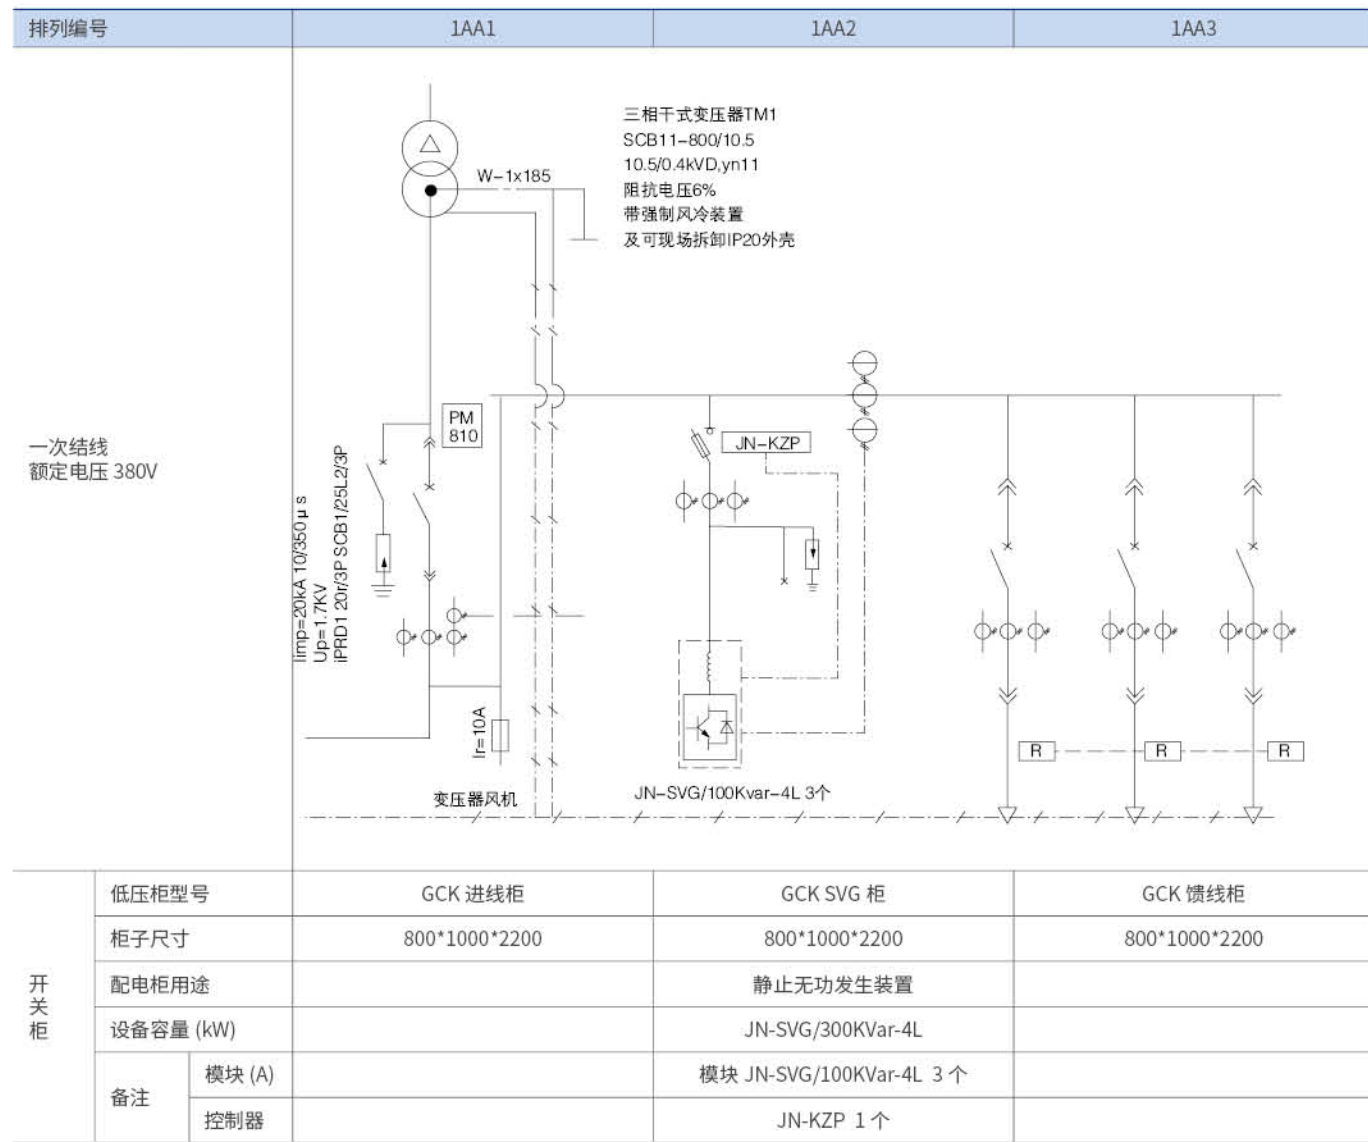 排列编号
1AA1
1AA2
1AA3
三相干式变压器TM1
SCB11-800/10.5
10.5/0.4kVD,yn11
阻抗电压6%
带强制风冷装置
及可现场拆卸IP20外壳
W-1x185
一次结线
额定电压 380V
PM
810
JN-KZP
Iimp=20kA 10/350 μ s
Up=1.7KV
iPRD1 20r/3P SCB1/25L2/3P
Ir=10A
R
R
R
变压器风机
JN-SVG/100Kvar-4L 3个
开关柜
低压柜型号
GCK 进线柜
GCK SVG 柜
GCK 馈线柜
柜子尺寸
800*1000*2200
800*1000*2200
800*1000*2200
配电柜用途
静止无功发生装置
设备容量 (kW)
JN-SVG/300KVar-4L
备注
模块 (A)
模块 JN-SVG/100KVar-4L 3 个
控制器
JN-KZP 1 个